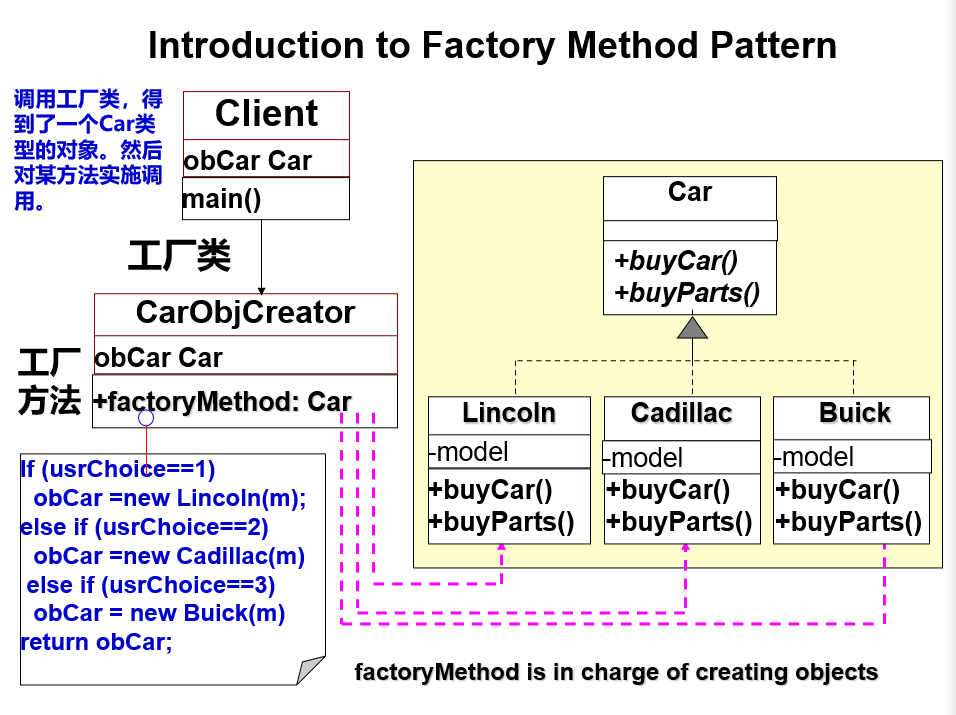 Introduction to Factory Method Pattern
调用工厂类，得
到了一个Car类
型的对象。然后
对某方法实施调
用。
Client
obCar Car
main()
工厂类
CarObjCreator
obCar Car
+factoryMethod: Car
工厂
方法
If (usrChoice==1)
obCar =new Lincoln(m);
else if (usrChoice==2)
obCar =new Cadillac(m)
else if (usrChoice==3)
obCar = new Buick(m)
return obCar;
Car
+buyCar()
+buyParts()
Lincoln
-model
+buyCar()
+buyParts()
Cadillac
-model
+buyCar()
+buyParts()
Buick
-model
+buyCar()
+buyParts()
factoryMethod is in charge of creating objects